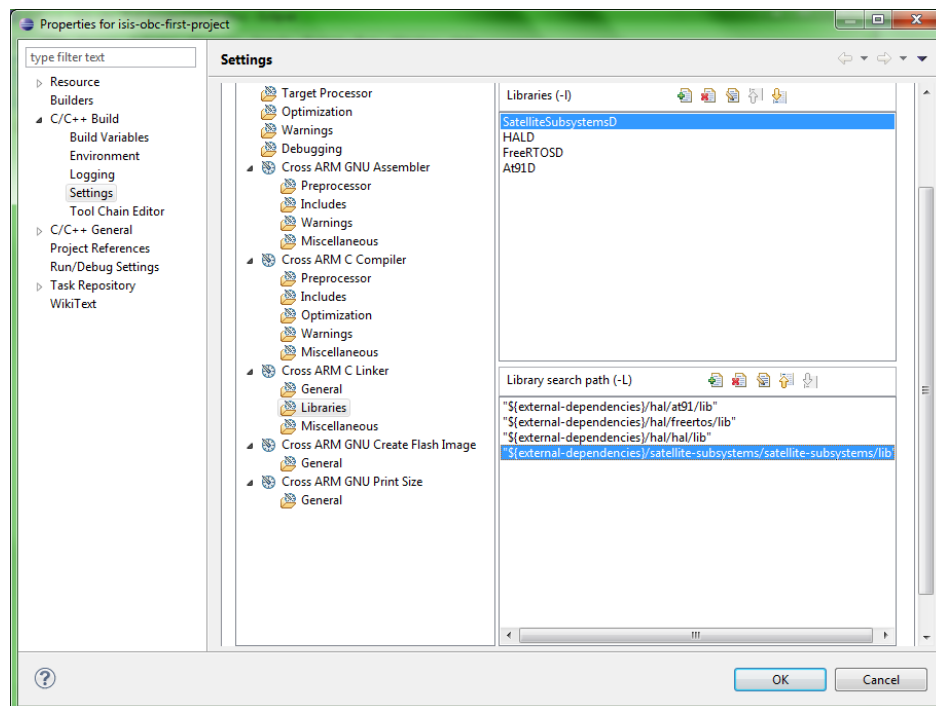 Properties for isis-obc-first-project
type filter text
Resource
Builders
C/C++ Build
Build Variables
Environment
Logging
Settings
Tool Chain Editor
C/C++ General
Project References
Run/Debug Settings
Task Repository
WikiText
Settings
Target Processor
Optimization
Warnings
Debugging
Cross ARM GNU Assembler
Preprocessor
Includes
Warnings
Miscellaneous
Cross ARM C Compiler
Preprocessor
Includes
Optimization
Warnings
Miscellaneous
Cross ARM C Linker
General
Libraries
Miscellaneous
Cross ARM GNU Create Flash Image
General
Cross ARM GNU Print Size
General
Libraries (-l)
SatelliteSubsystemsD
HALD
FreeRTOSD
At91D
Library search path (-L)
"${external-dependencies}/hal/at91/lib"
"${external-dependencies}/hal/freertos/lib"
"${external-dependencies}/hal/hal/lib"
"${external-dependencies}/satellite-subsystems/satellite-subsystems/lib"
OK
Cancel